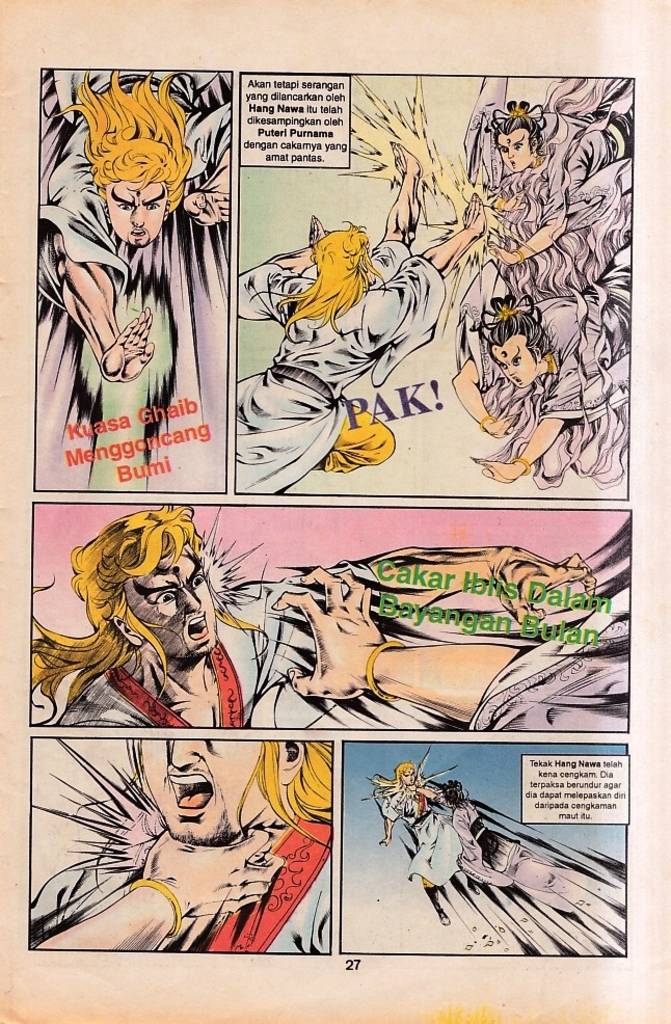 Kuasa Ghaib
Menggoncang
Bumi
Akan tetapi serangan
yang dilancarkan oleh
Hang Nawa itu telah
dikesampingkan oleh
Puteri Purnama
dengan cakarnya yang
amat pantas.
PAK!
Cakar Iblis Dalam
Bayangan Bulan
Tekak Hang Nawa telah
kena cengkam. Dia
terpaksa berundur agar
dia dapat melepaskan diri
daripada cengkaman
maut itu.
27